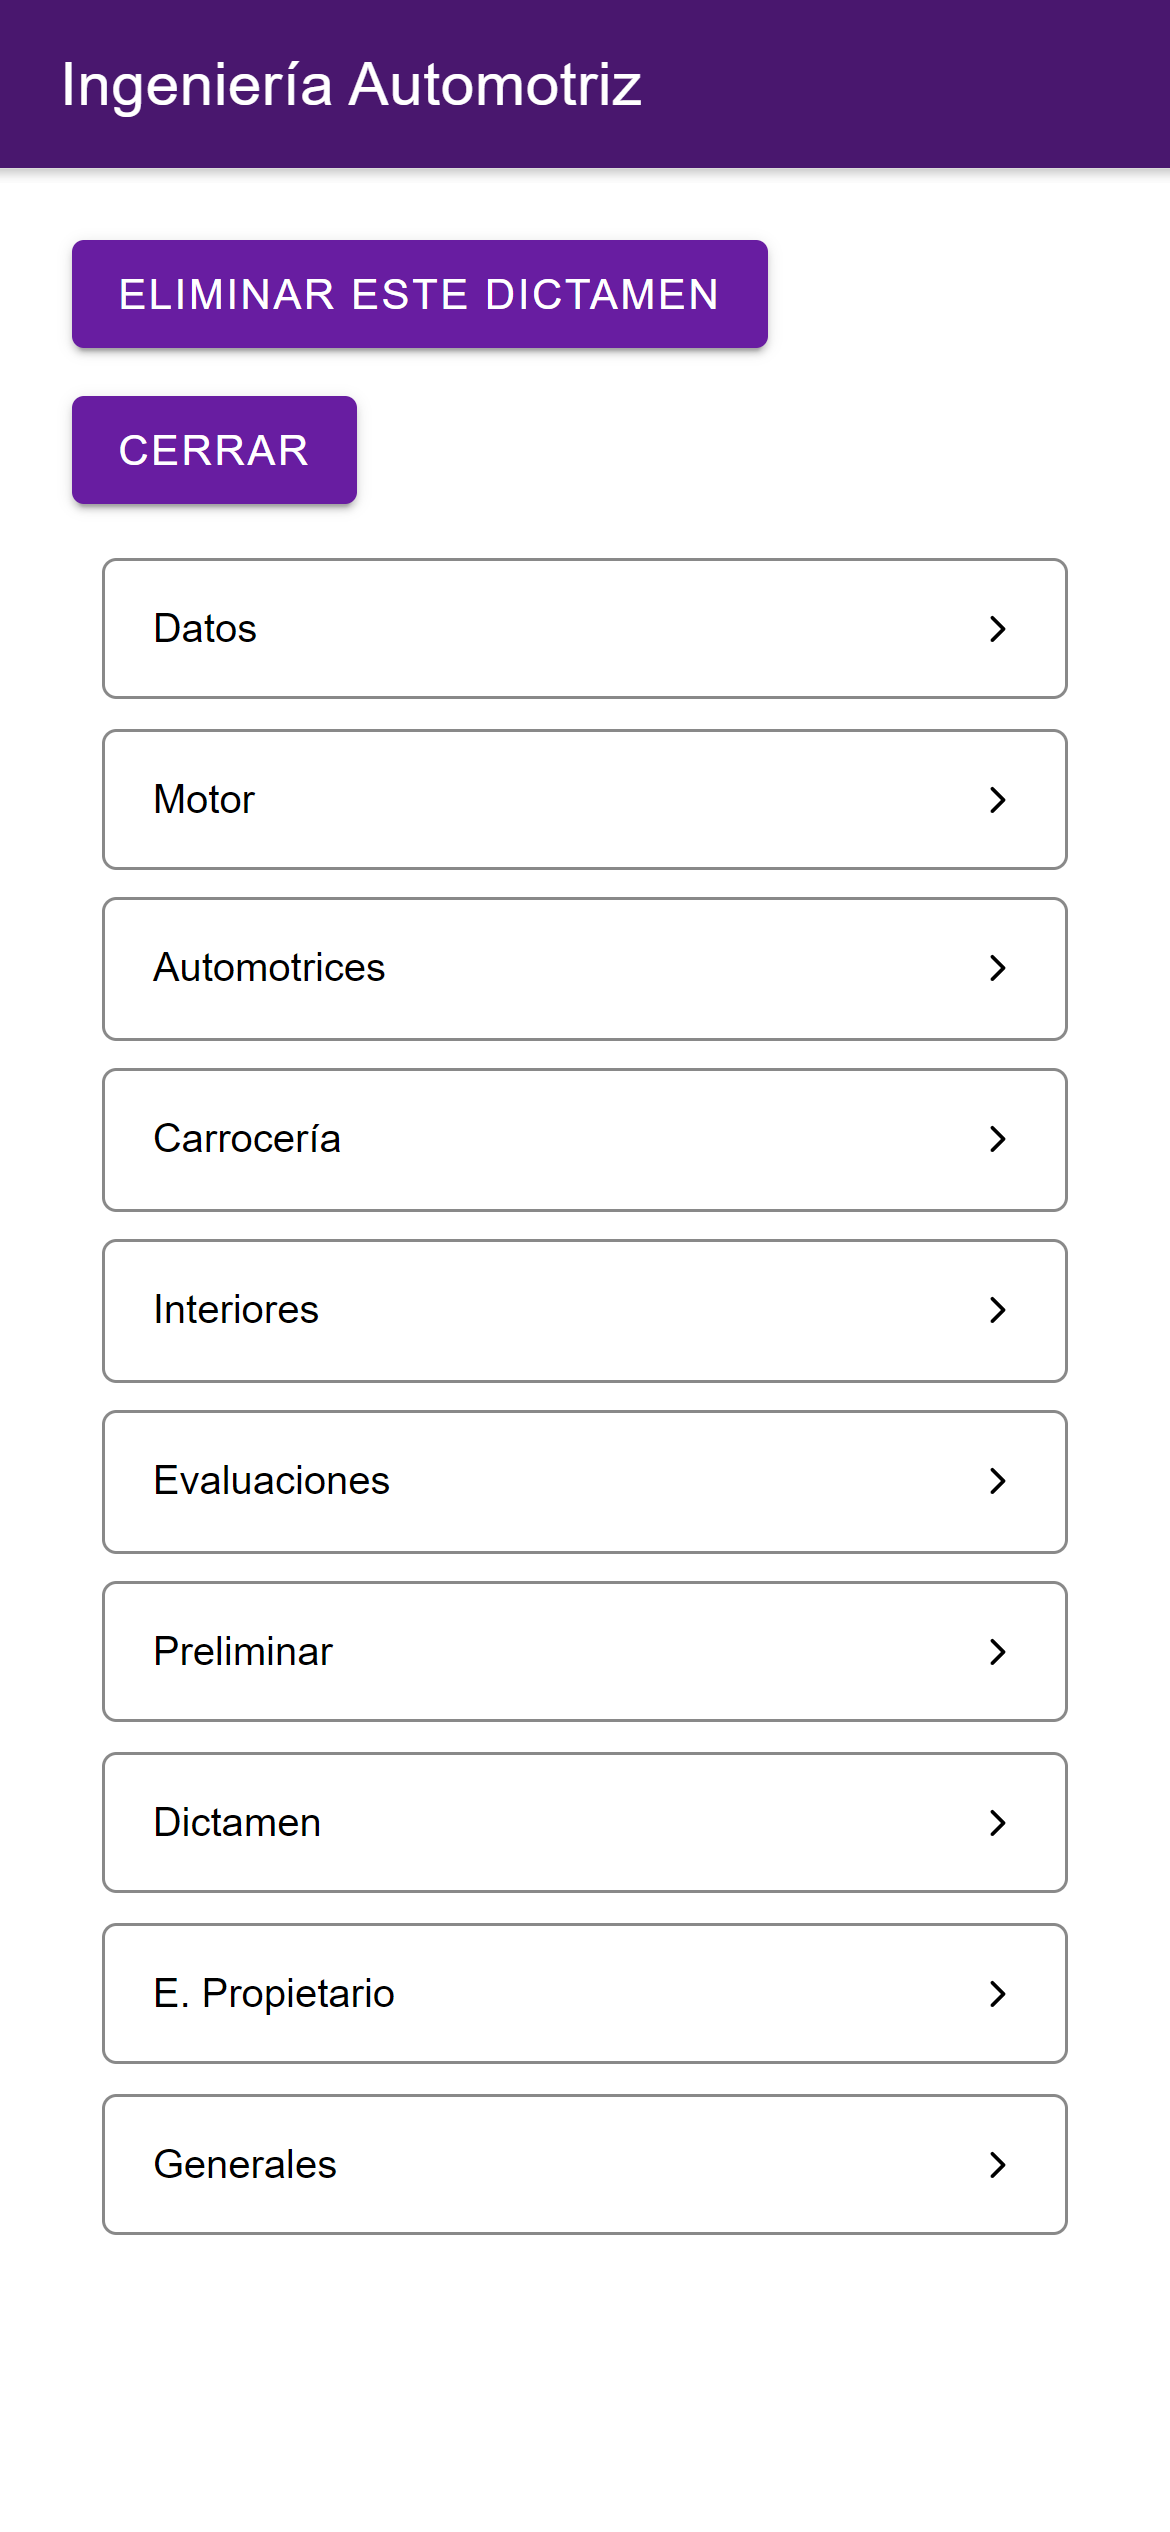 Ingeniería Automotriz
ELIMINAR ESTE DICTAMEN
CERRAR
Datos
Motor
Automotrices
Carrocería
Interiores
Evaluaciones
Preliminar
Dictamen
E. Propietario
Generales